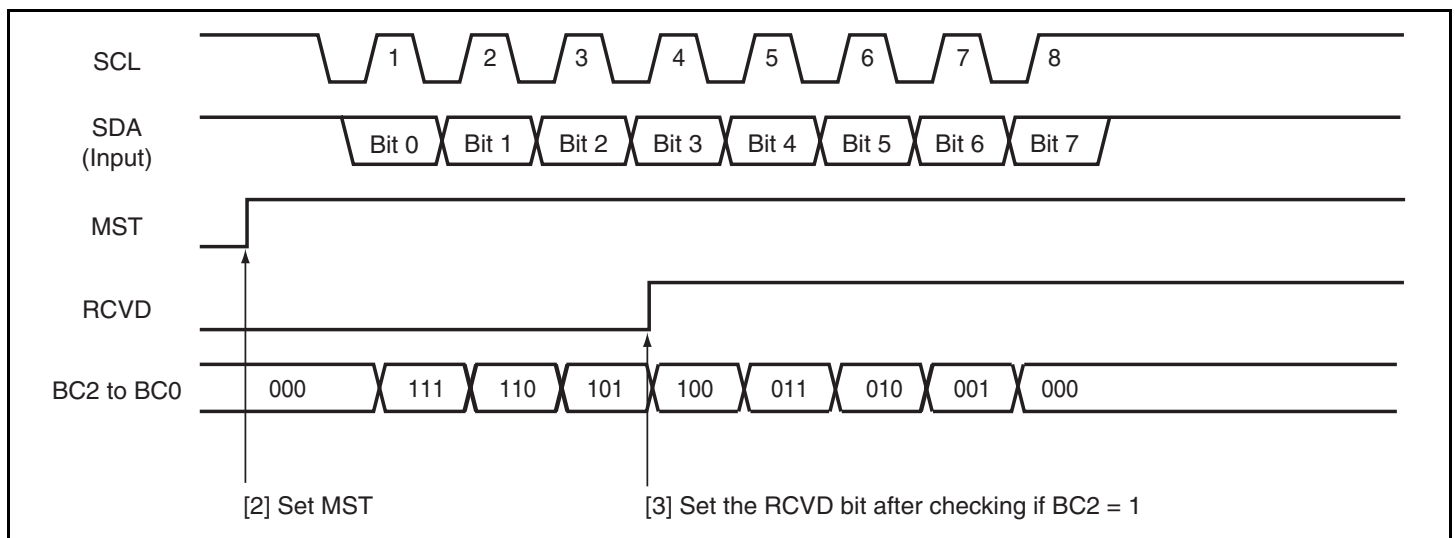 SCL
1 2 3 4 5 6 7 8
SDA
(Input)
Bit 0 Bit 1 Bit 2 Bit 3 Bit 4 Bit 5 Bit 6 Bit 7
MST
RCVD
BC2 to BC0
000 111 110 101 100 011 010 001 000
[2] Set MST
[3] Set the RCVD bit after checking if BC2 = 1